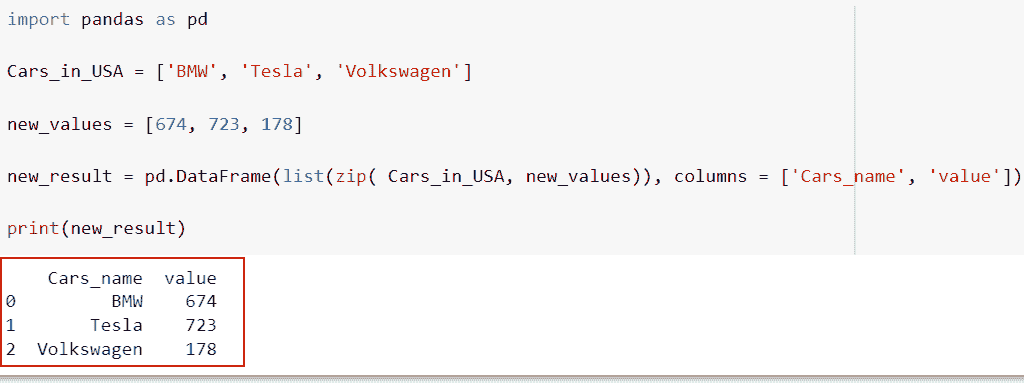 import pandas as pd
Cars_in_USA = ['BMW', 'Tesla', 'Volkswagen']
new_values = [674, 723, 178]
new_result = pd.DataFrame(list(zip( Cars_in_USA, new_values)), columns = ['Cars_name', 'value'])
print(new_result)
Cars_name value
0 BMW 674
1 Tesla 723
2 Volkswagen 178